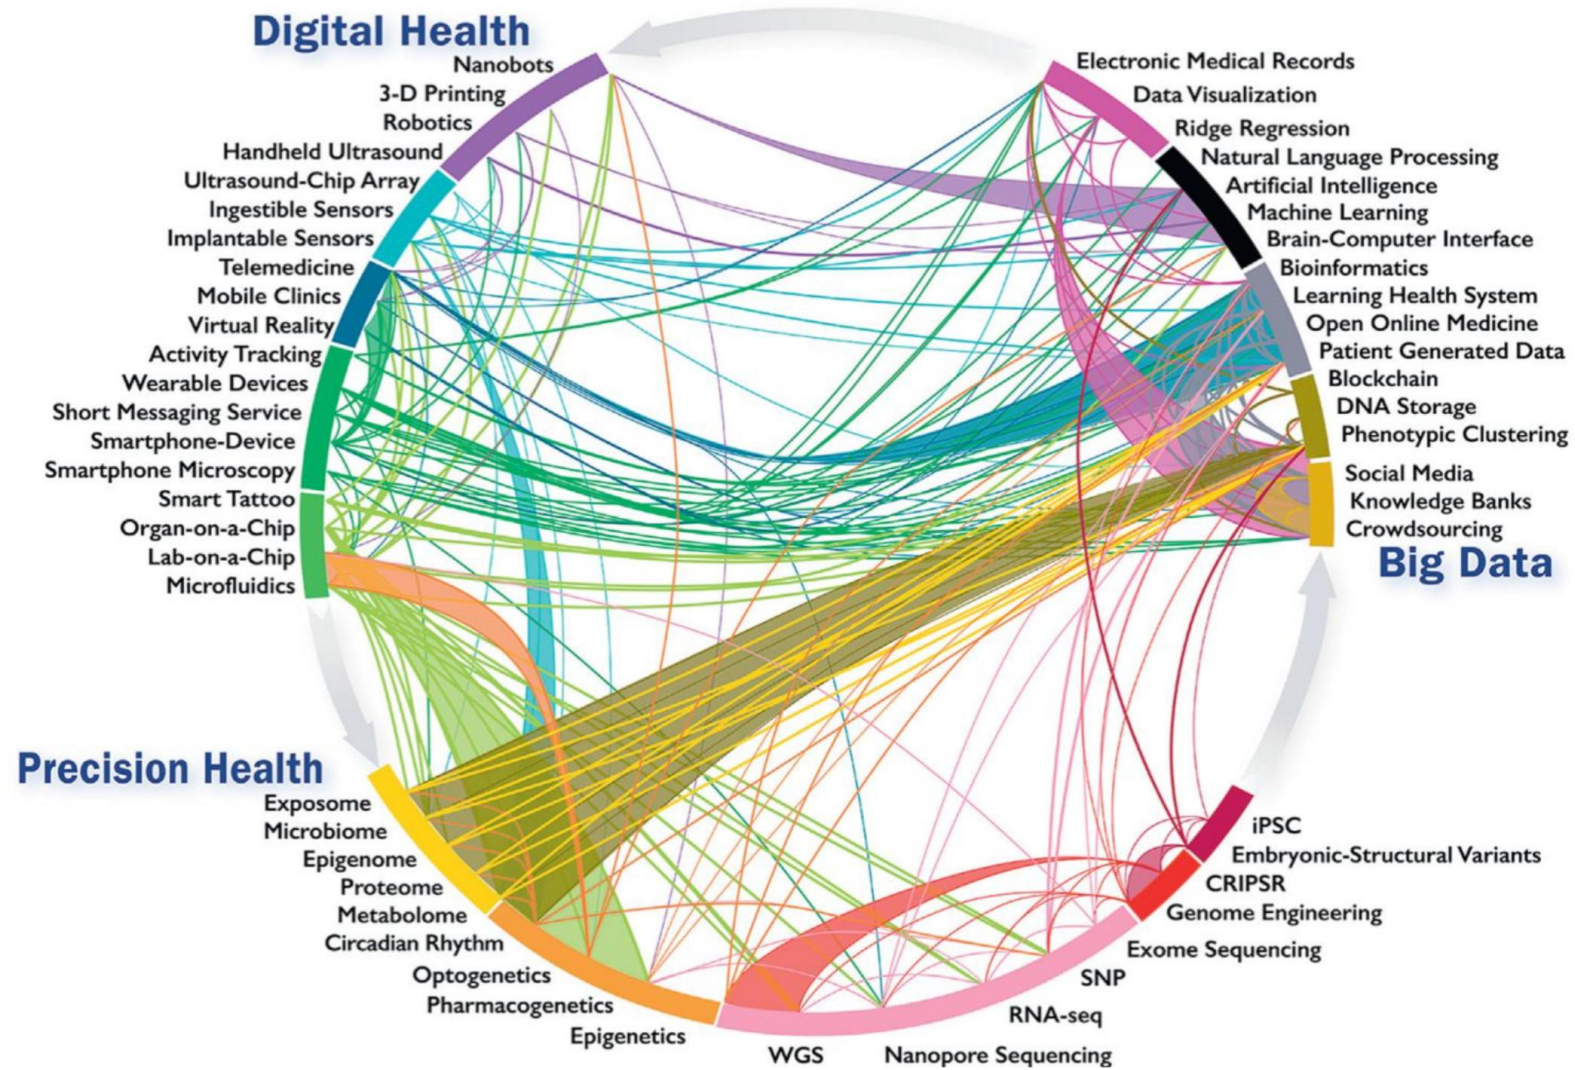 Digital Health
Nanobots
3-D Printing
Robotics
Handheld Ultrasound
Ultrasound-Chip Array
Ingestible Sensors
Implantable Sensors
Telemedicine
Mobile Clinics
Virtual Reality
Activity Tracking
Wearable Devices
Short Messaging Service
Smartphone-Device
Smartphone Microscopy
Smart Tattoo
Organ-on-a-Chip
Lab-on-a-Chip
Microfluidics
Electronic Medical Records
Data Visualization
Ridge Regression
Natural Language Processing
Artificial Intelligence
Machine Learning
Brain-Computer Interface
Bioinformatics
Learning Health System
Open Online Medicine
Patient Generated Data
Blockchain
DNA Storage
Phenotypic Clustering
Social Media
Knowledge Banks
Crowdsourcing
Big Data
Precision Health
Exposome
Microbiome
Epigenome
Proteome
Metabolome
Circadian Rhythm
Optogenetics
Pharmacogenetics
Epigenetics
WGS
Nanopore Sequencing
RNA-seq
SNP
Exome Sequencing
Genome Engineering
CRIPSR
Embryonic-Structural Variants
iPSC